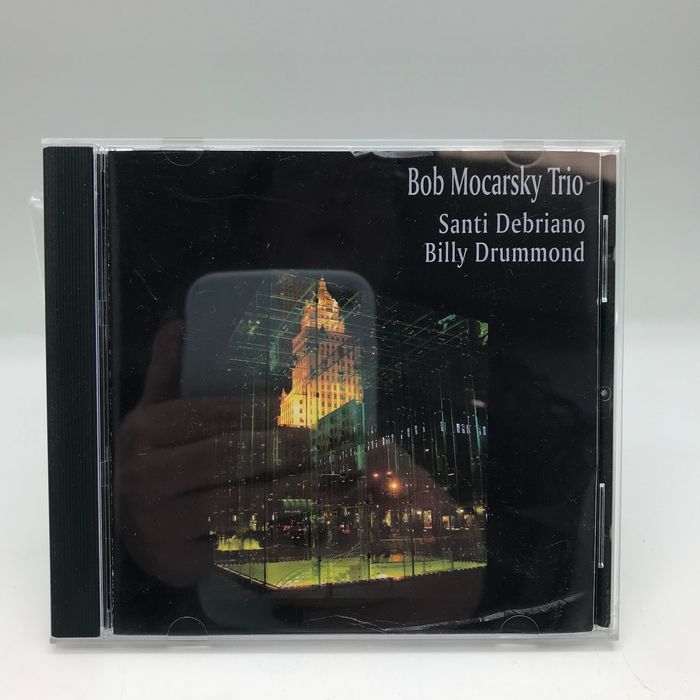 Bob Mocarsky Trio
Santi Debriano
Billy Drummond